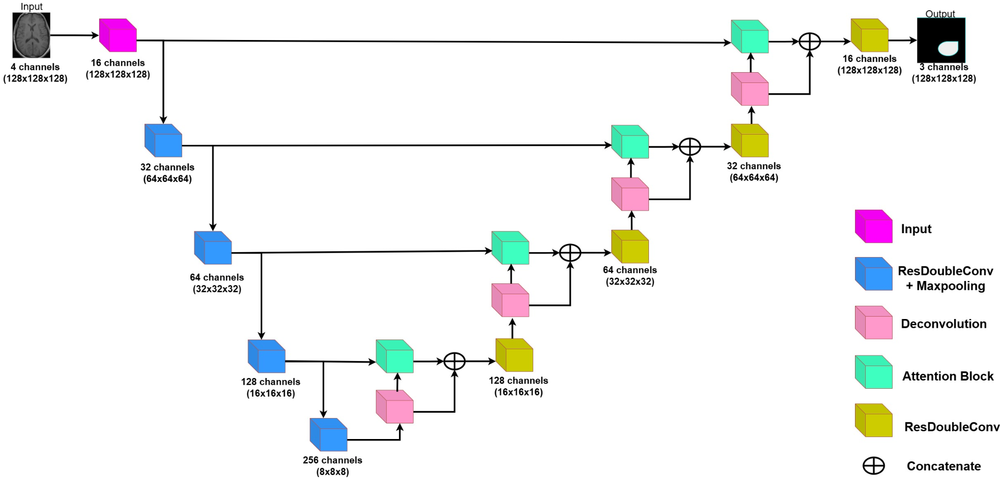 Input
4 channels
(128x128x128)
16 channels
(128x128x128)
Output
16 channels
(128x128x128)
3 channels
(128x128x128)
32 channels
(64x64x64)
32 channels
(64x64x64)
64 channels
(32x32x32)
64 channels
(32x32x32)
128 channels
(16x16x16)
128 channels
(16x16x16)
256 channels
(8x8x8)
Input
ResDoubleConv
+ Maxpooling
Deconvolution
Attention Block
ResDoubleConv
Concatenate